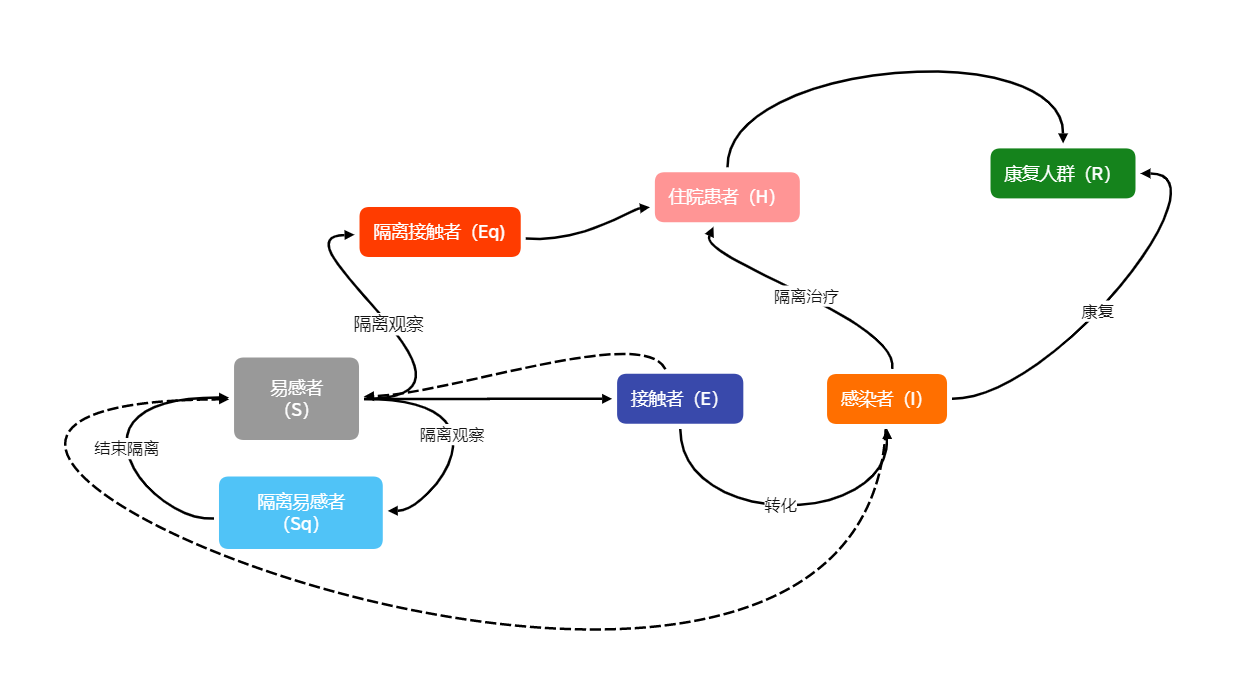 康复人群（R）
住院患者（H）
隔离接触者（Eq)
隔离治疗
康复
隔离观察
易感者
（S）
接触者（E）
感染者（I）
隔离观察
结束隔离
隔离易感者
（Sq）
转化